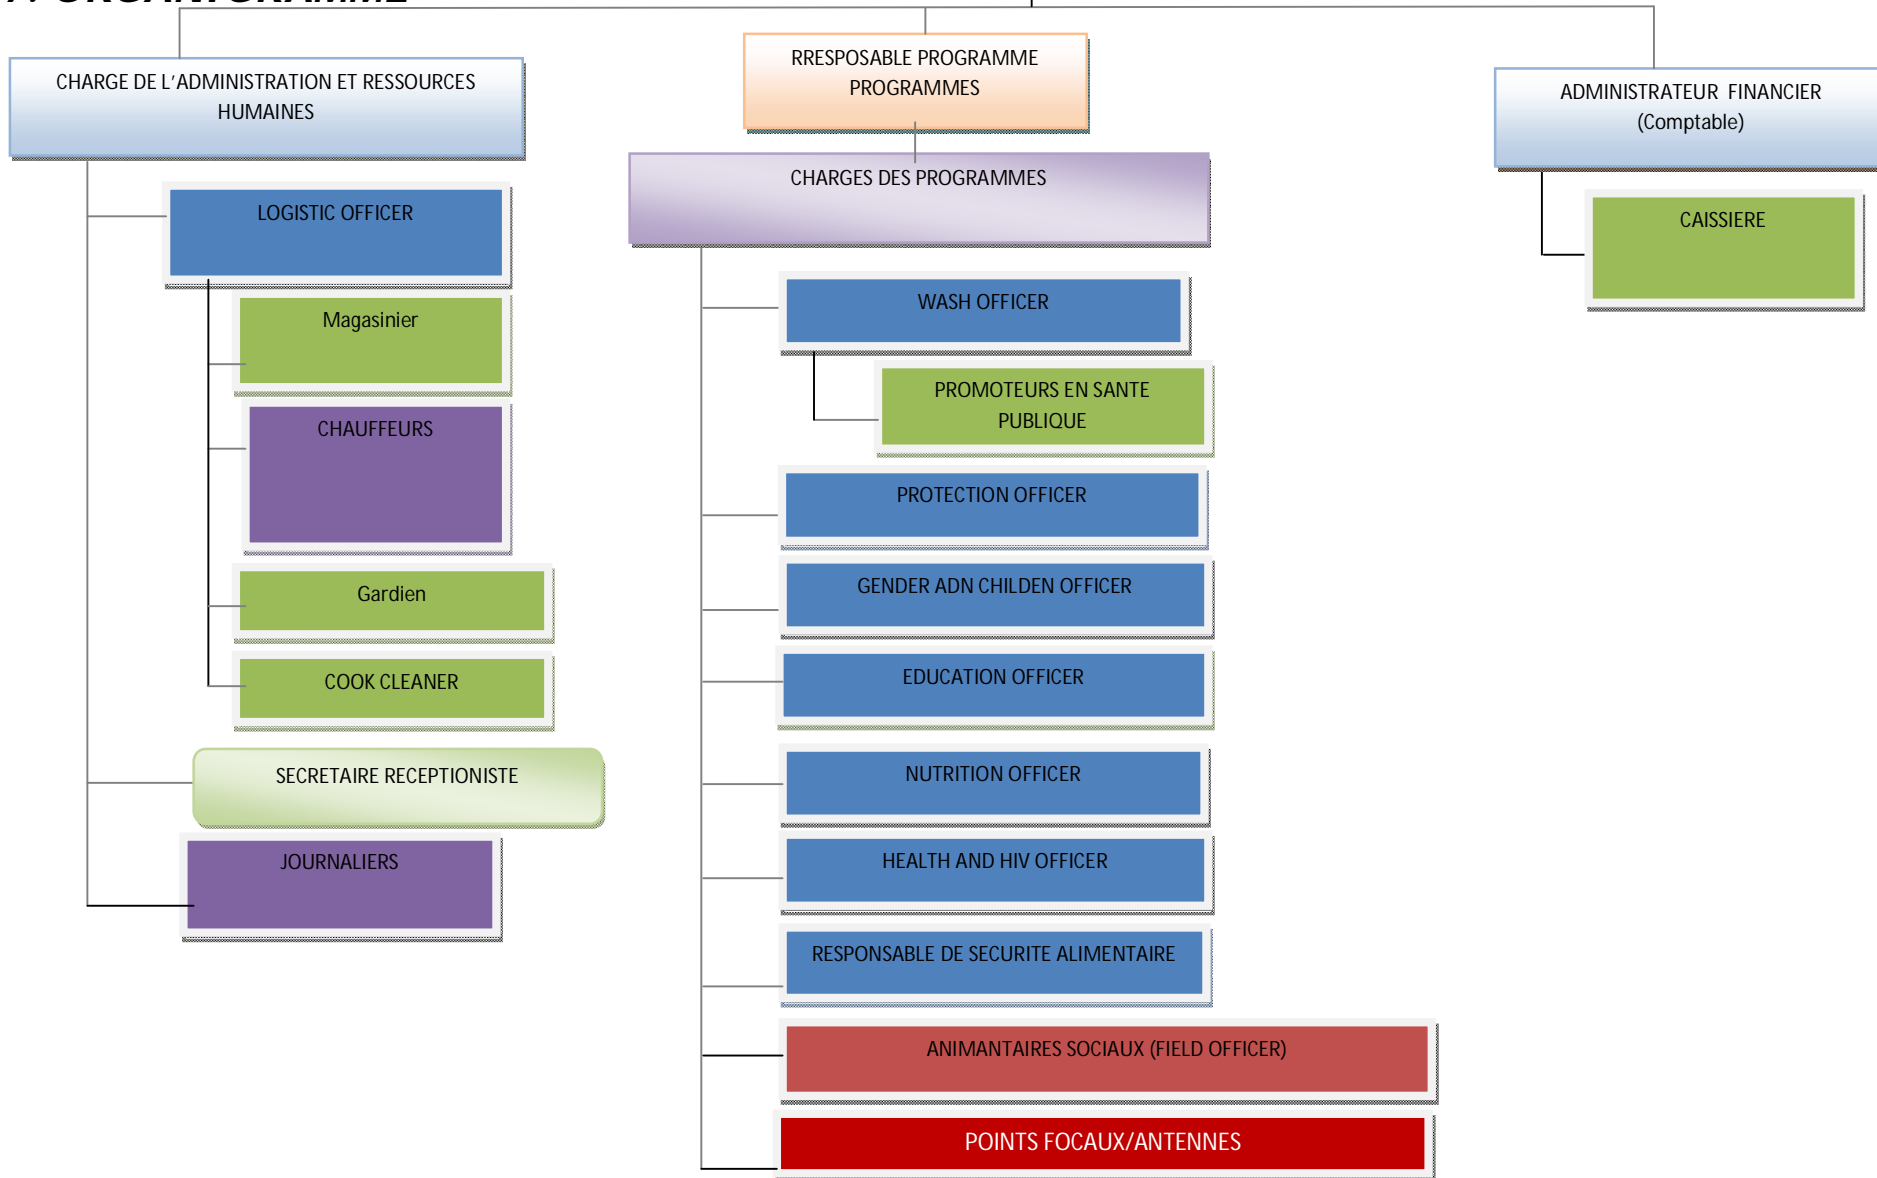 7. ORGANIGRAMME
CHARGE DE L'ADMINISTRATION ET RESSOURCES
HUMAINES
LOGISTIC OFFICER
Magasinier
CHAUFFEURS
Gardien
COOK CLEANER
SECRETAIRE RECEPTIONISTE
JOURNALIERS
RRESPOSABLE PROGRAMME
PROGRAMMES
CHARGES DES PROGRAMMES
WASH OFFICER
PROMOTEURS EN SANTE
PUBLIQUE
PROTECTION OFFICER
GENDER ADN CHILDEN OFFICER
EDUCATION OFFICER
NUTRITION OFFICER
HEALTH AND HIV OFFICER
RESPONSABLE DE SECURITE ALIMENTAIRE
ANIMANTAIRES SOCIAUX (FIELD OFFICER)
POINTS FOCAUX/ANTENNES
ADMINISTRATEUR FINANCIER
(Comptable)
CAISSIERE